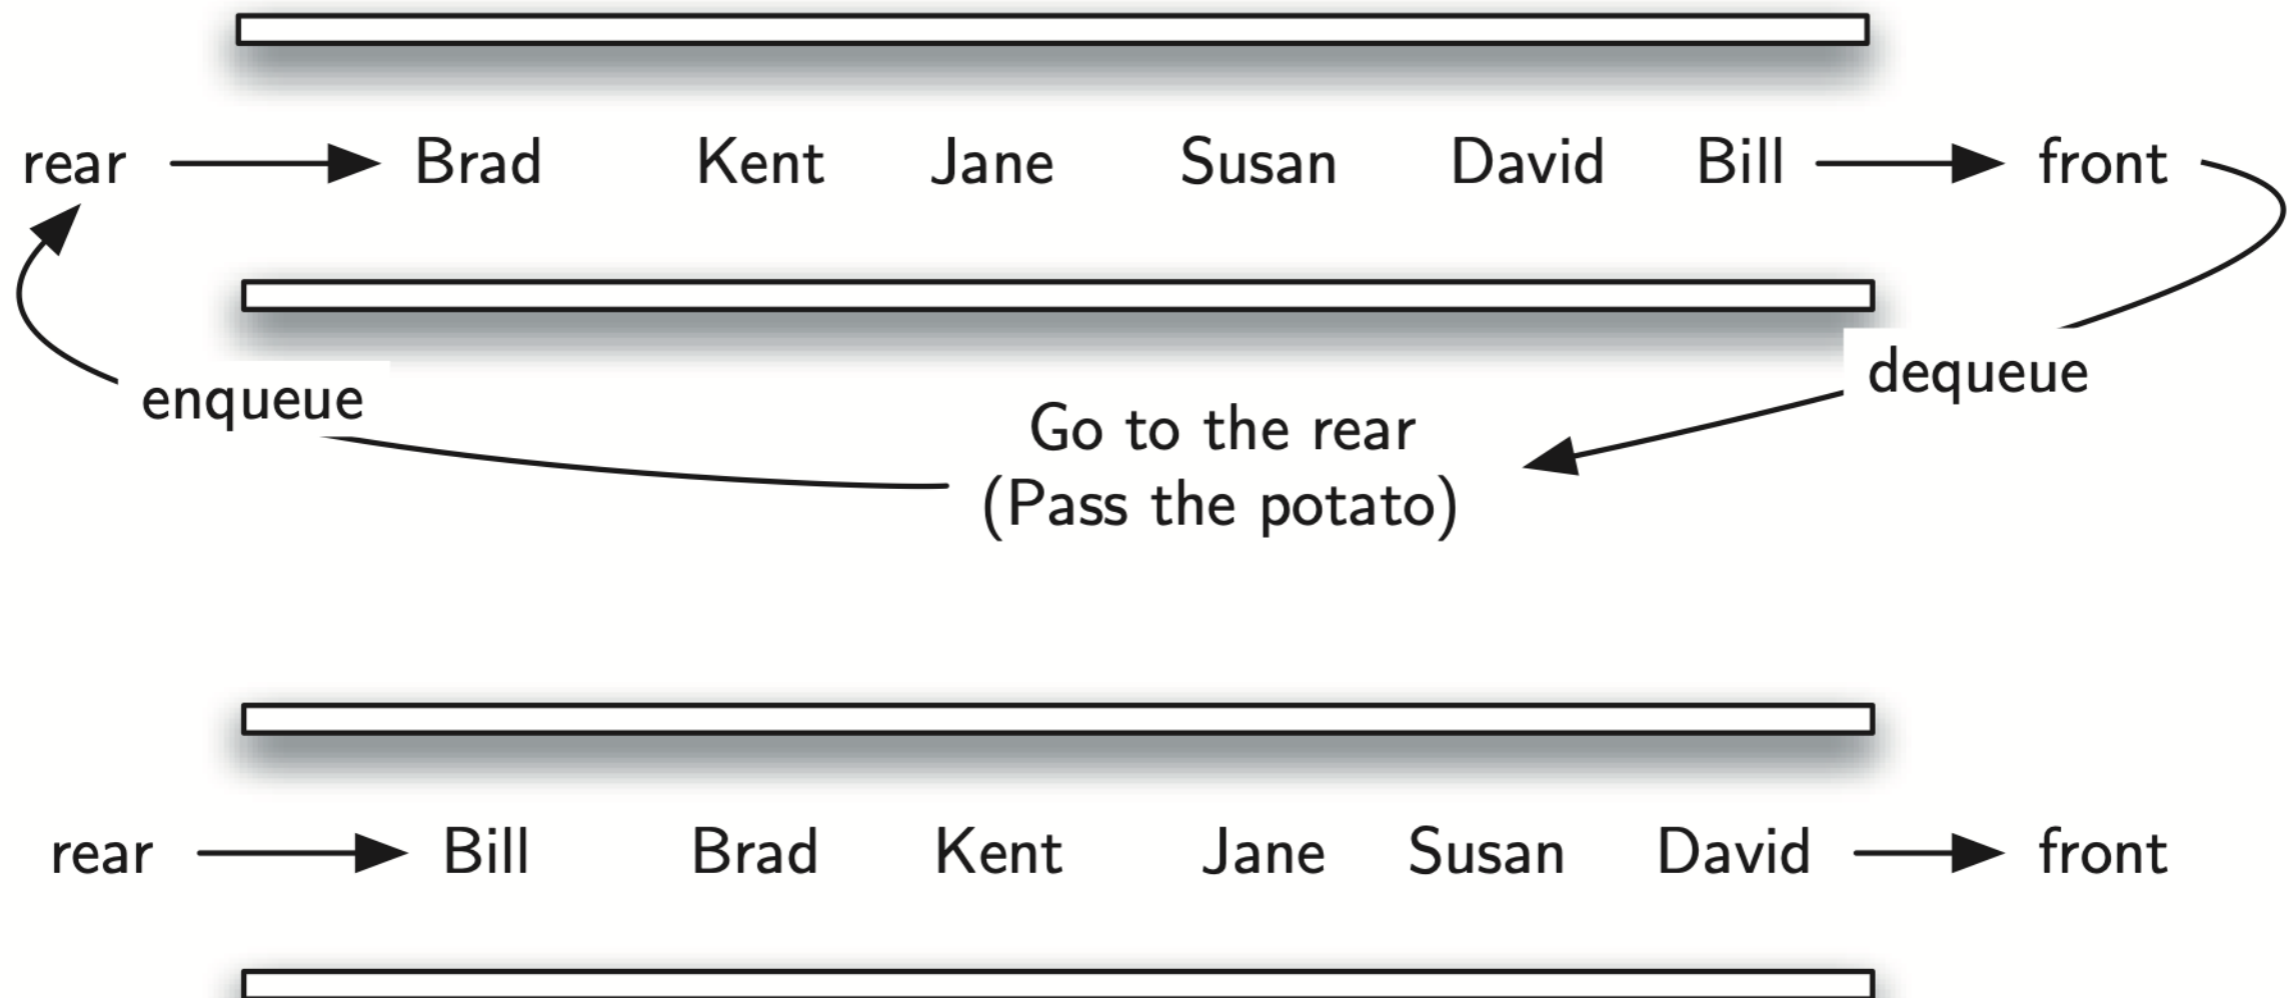 rear Brad Kent Jane Susan David Bill front
dequeue
enqueue
Go to the rear
(Pass the potato)
rear Bill Brad Kent Jane Susan David front